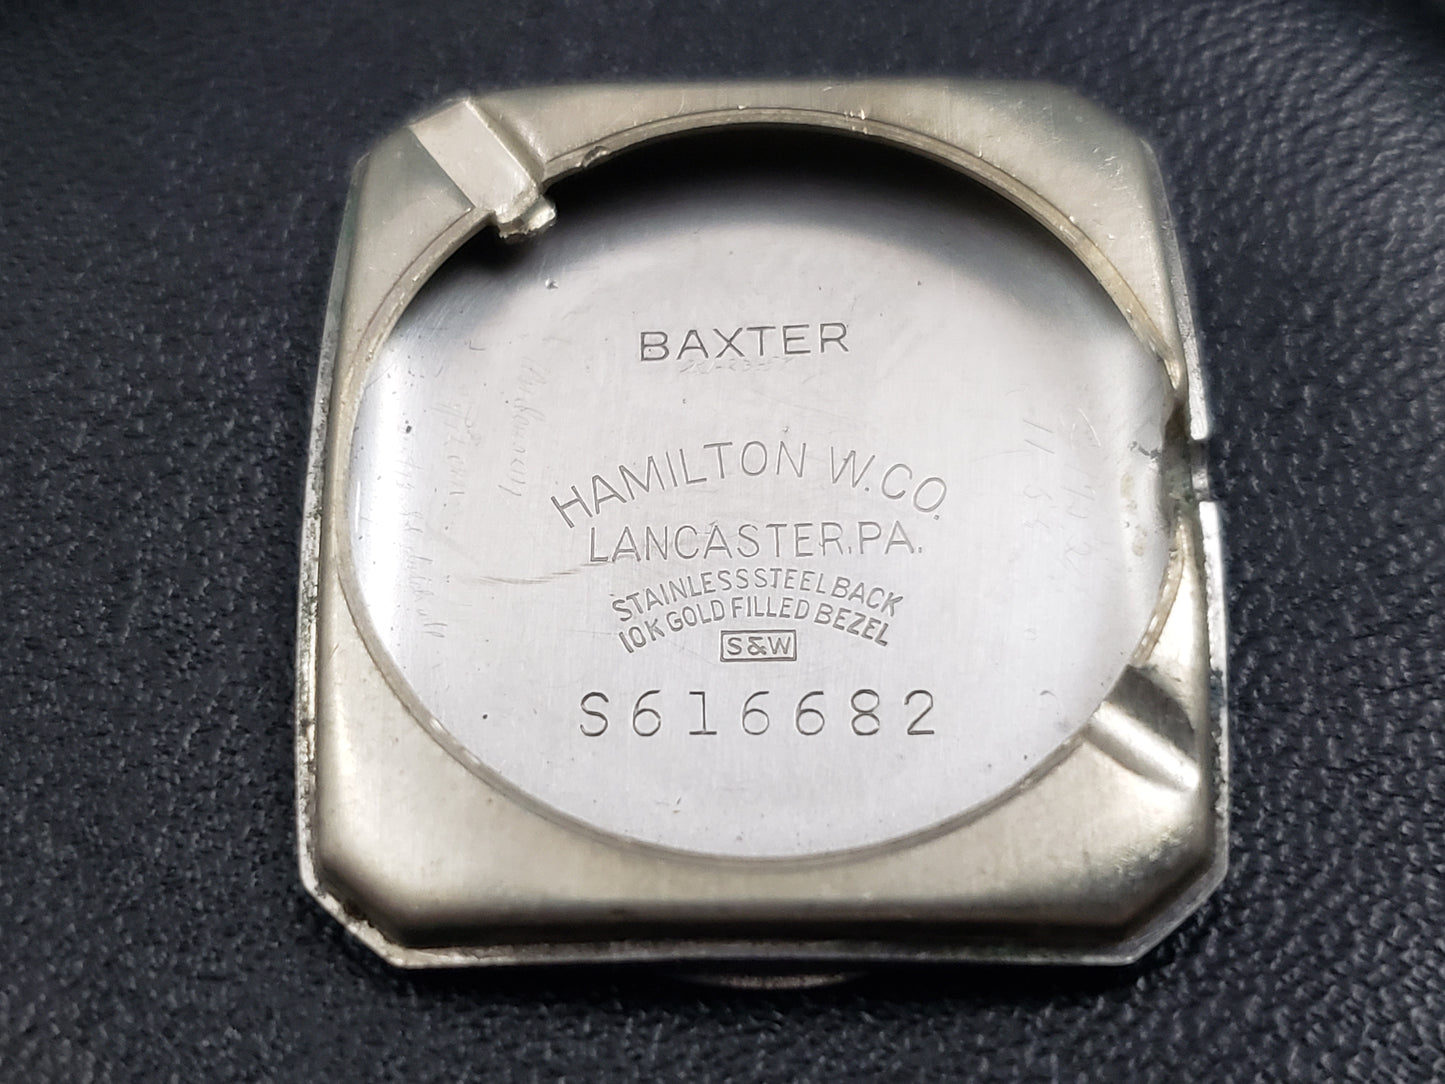 BAXTER
HAMILTON W. CO.
LANCASTER, PA.
STAINLESS STEEL BACK
10K GOLD FILLED BEZEL
S&W
S616682